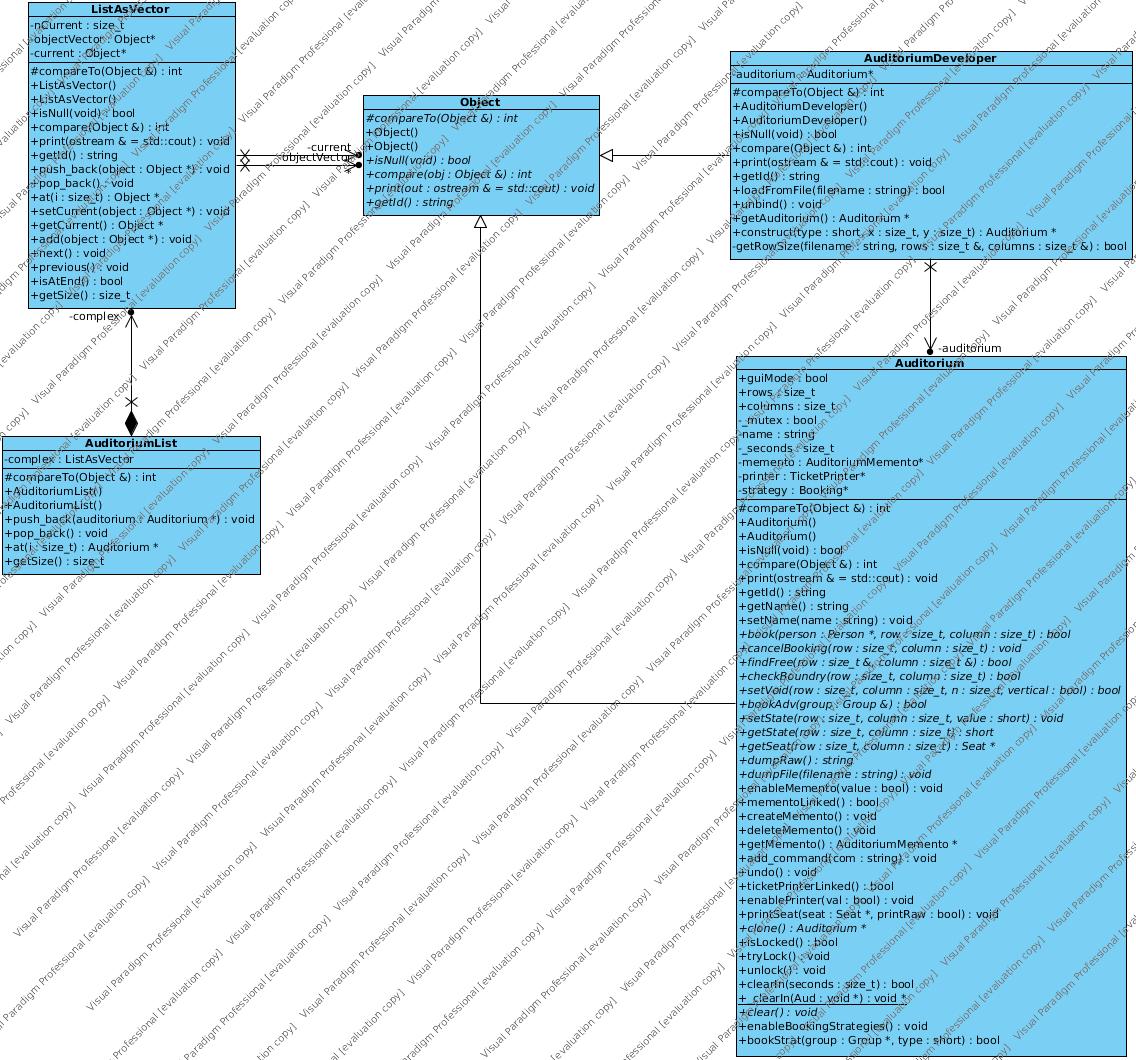 ListAsVector
-nCurrent : size_t
-objectVector : Object*
-current : Object*
#compareTo(Object &) : int
+ListAsVector()
+ListAsVector()
+isNull(void) : bool
+compare(Object &) : int
+print(ostream & = std::cout) : void
+getId() : string
+push_back(object : Object *) : void
+pop_back() : void
+at(i : size_t) : Object *
+setCurrent(object : Object *) : void
+getCurrent() : Object *
+add(object : Object *) : void
+next() : void
+previous() : void
+isAtEnd() : bool
+getSize() : size_t
-complex
-current
-objectVector
*
Object
#compareTo(Object &) : int
+Object()
+Object()
+isNull(void) : bool
+compare(obj : Object &) : int
+print(out : ostream & = std::cout) : void
+getId() : string
AuditoriumDeveloper
-auditorium : Auditorium*
#compareTo(Object &) : int
+AuditoriumDeveloper()
+AuditoriumDeveloper()
+isNull(void) : bool
+compare(Object &) : int
+print(ostream & = std::cout) : void
+getId() : string
+loadFromFile(filename : string) : bool
+unbind() : void
+getAuditorium() : Auditorium *
+construct(type : short, x : size_t, y : size_t) : Auditorium *
-getRowSize(filename : string, rows : size_t &, columns : size_t &) : bool
-auditorium
AuditoriumList
-complex : ListAsVector
#compareTo(Object &) : int
+AuditoriumList()
+AuditoriumList()
+push_back(auditorium : Auditorium *) : void
+pop_back() : void
+at(i : size_t) : Auditorium *
+getSize() : size_t
Auditorium
+guiMode : bool
+rows : size_t
+columns : size_t
-_mutex : bool
-name : string
-_seconds : size_t
-memento : AuditoriumMemento*
-printer : TicketPrinter*
-strategy : Booking*
#compareTo(Object &) : int
+Auditorium()
+Auditorium()
+isNull(void) : bool
+compare(Object &) : int
+print(ostream & = std::cout) : void
+getId() : string
+getName() : string
+setName(name : string) : void
+book(person : Person *, row : size_t, column : size_t) : bool
+cancelBooking(row : size_t, column : size_t) : void
+findFree(row : size_t &, column : size_t &) : bool
+checkBoundry(row : size_t, column : size_t) : bool
+setVoid(row : size_t, column : size_t, n : size_t, vertical : bool) : bool
+bookAdv(group : Group &) : bool
+setState(row : size_t, column : size_t, value : short) : void
+getState(row : size_t, column : size_t) : short
+getSeat(row : size_t, column : size_t) : Seat *
+dumpRaw() : string
+dumpFile(filename : string) : void
+enableMemento(value : bool) : void
+mementoLinked() : bool
+createMemento() : void
+deleteMemento() : void
+getMemento() : AuditoriumMemento *
+add_command(com : string) : void
+undo() : void
+ticketPrinterLinked() : bool
+enablePrinter(val : bool) : void
+printSeat(seat : Seat *, printRaw : bool) : void
+clone() : Auditorium *
+isLocked() : bool
+tryLock() : void
+unlock() : void
+clearIn(seconds : size_t) : bool
+_clearIn(Aud : void *) : void *
+clear() : void
+enableBookingStrategies() : void
+bookStrat(group : Group *, type : short) : bool
Visual Paradigm Professional [evaluation copy]